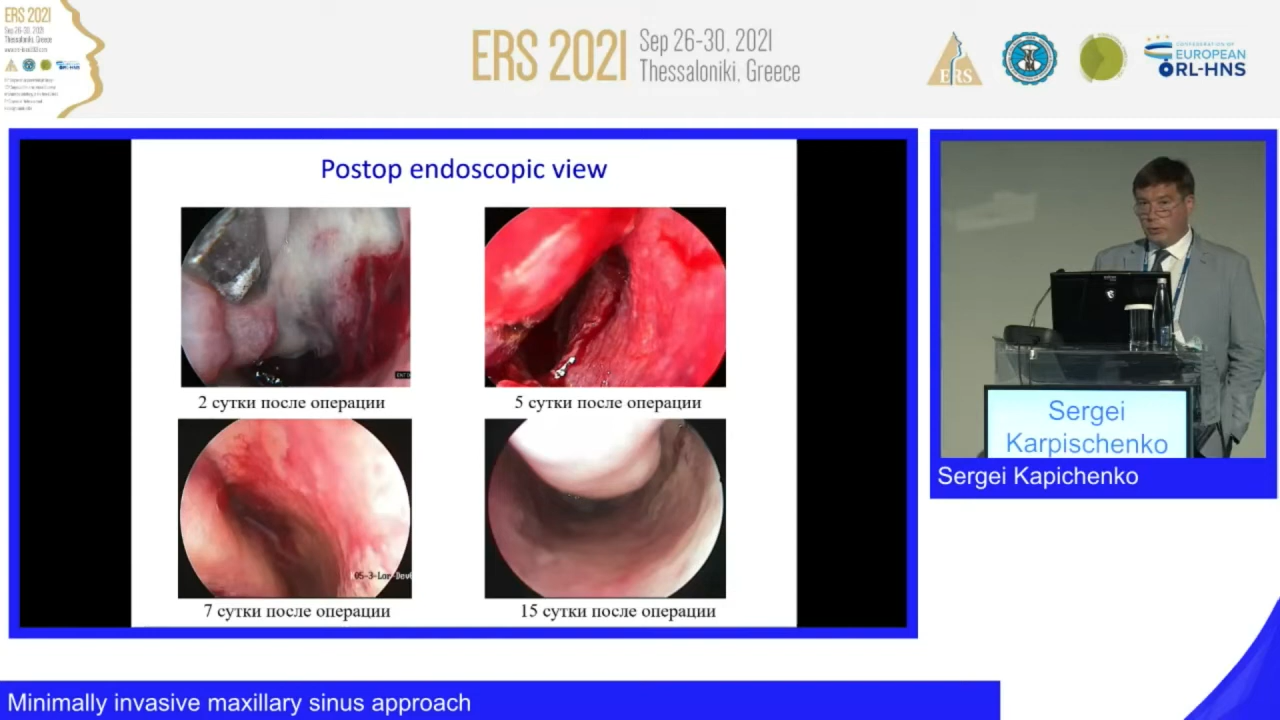 ERS 2021
Sep 26-30, 2021
Thessaloniki, Greece
ERS 2021
Sep 26-30, 2021
Thessaloniki, Greece
ERS
CONFEDERATION OF
EUROPEAN
ORL-HNS
Postop endoscopic view
2 сутки после операции
5 сутки после операции
7 сутки после операции
15 сутки после операции
Sergei
Karpischenko
Sergei Kapichenko
Minimally invasive maxillary sinus approach